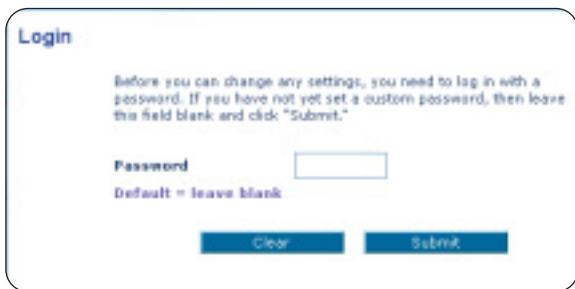 Login
Before you can change any settings, you need to log in with a
password. If you have not yet set a custom password, then leave
this field blank and click "Submit."
Password
Default = leave blank
Clear Submit